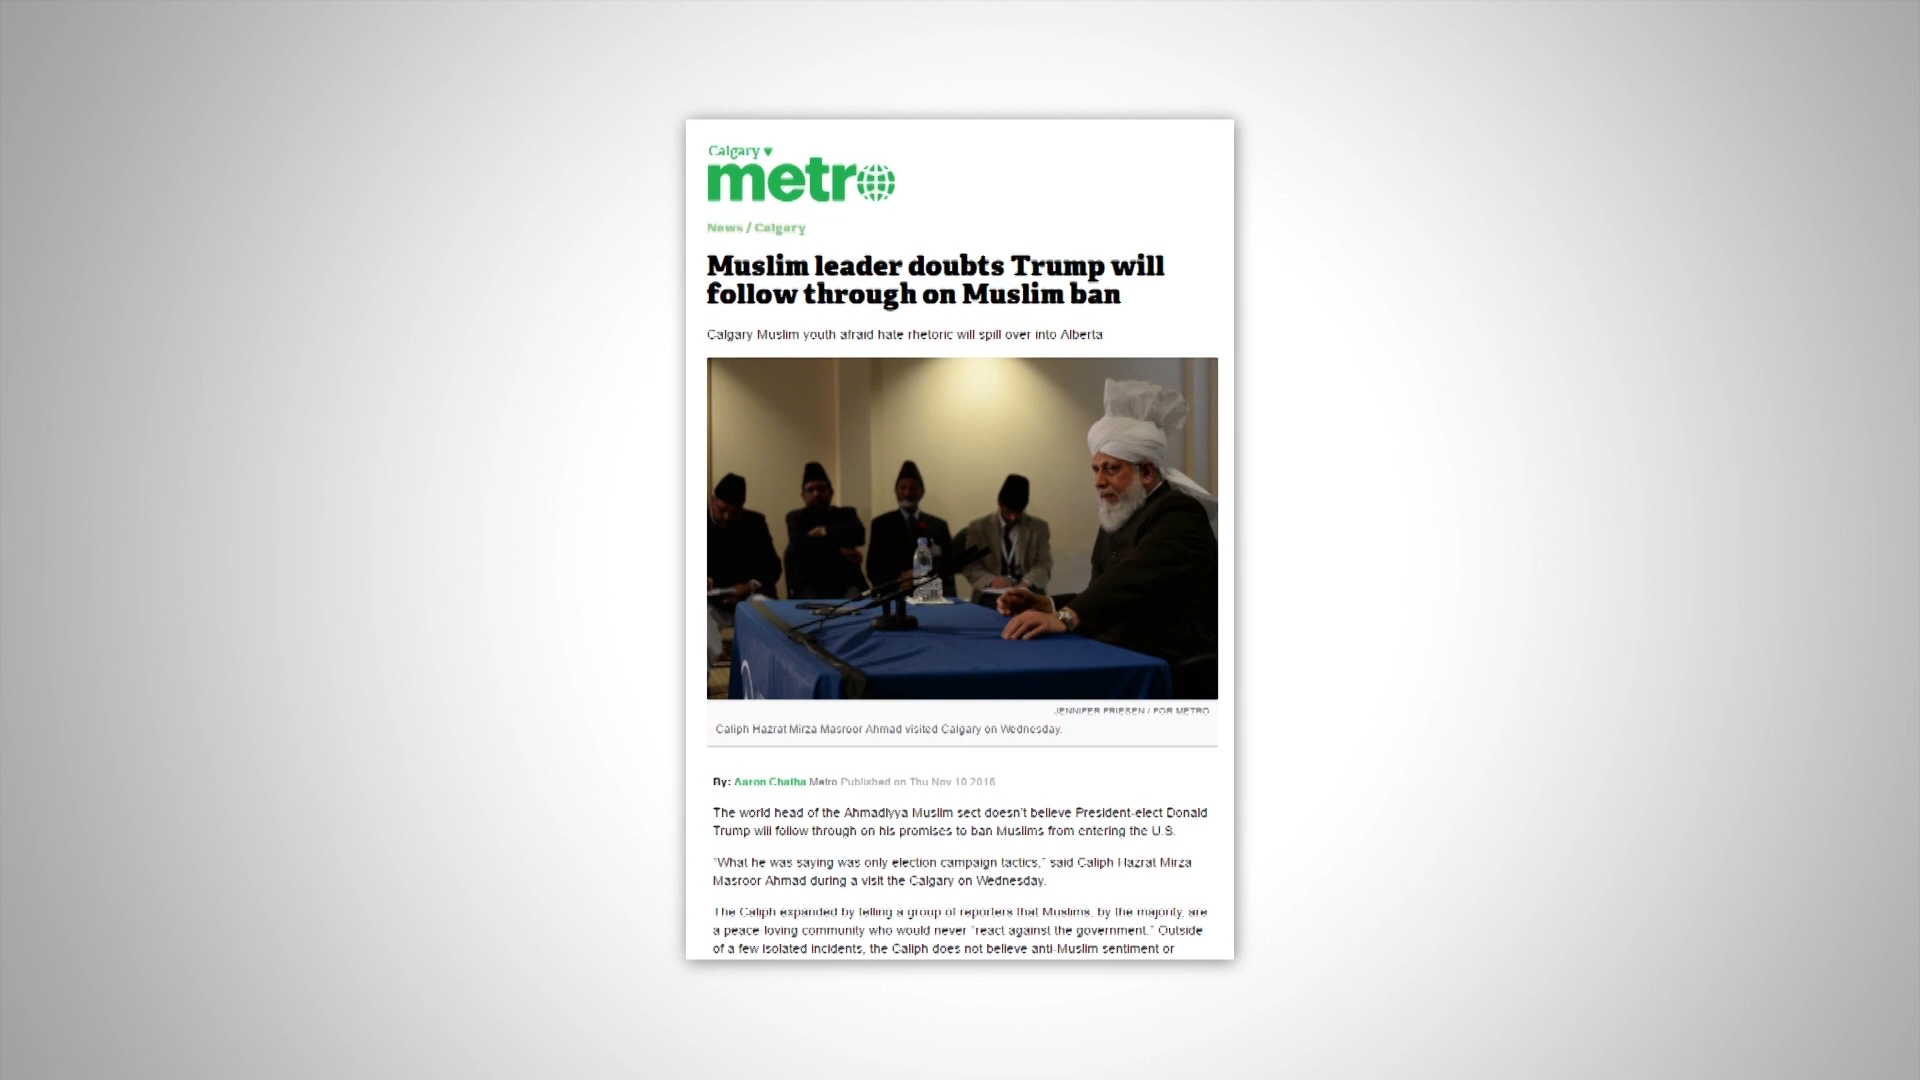 Calgary ▼
metro
News / Calgary
Muslim leader doubts Trump will
follow through on Muslim ban
Calgary Muslim youth afraid hate rhetoric will spill over into Alberta
JENNIFER FRIESEN / FOR METRO
Caliph Hazrat Mirza Masroor Ahmad visited Calgary on Wednesday.
By: Aaron Chatha Metro Published on Thu Nov 10 2016
The world head of the Ahmadiyya Muslim sect doesn't believe President-elect Donald
Trump will follow through on his promises to ban Muslims from entering the U.S.
"What he was saying was only election campaign tactics," said Caliph Hazrat Mirza
Masroor Ahmad during a visit the Calgary on Wednesday.
The Caliph expanded by telling a group of reporters that Muslims, by the majority, are
a peace loving community who would never "react against the government." Outside
of a few isolated incidents, the Caliph does not believe anti-Muslim sentiment or